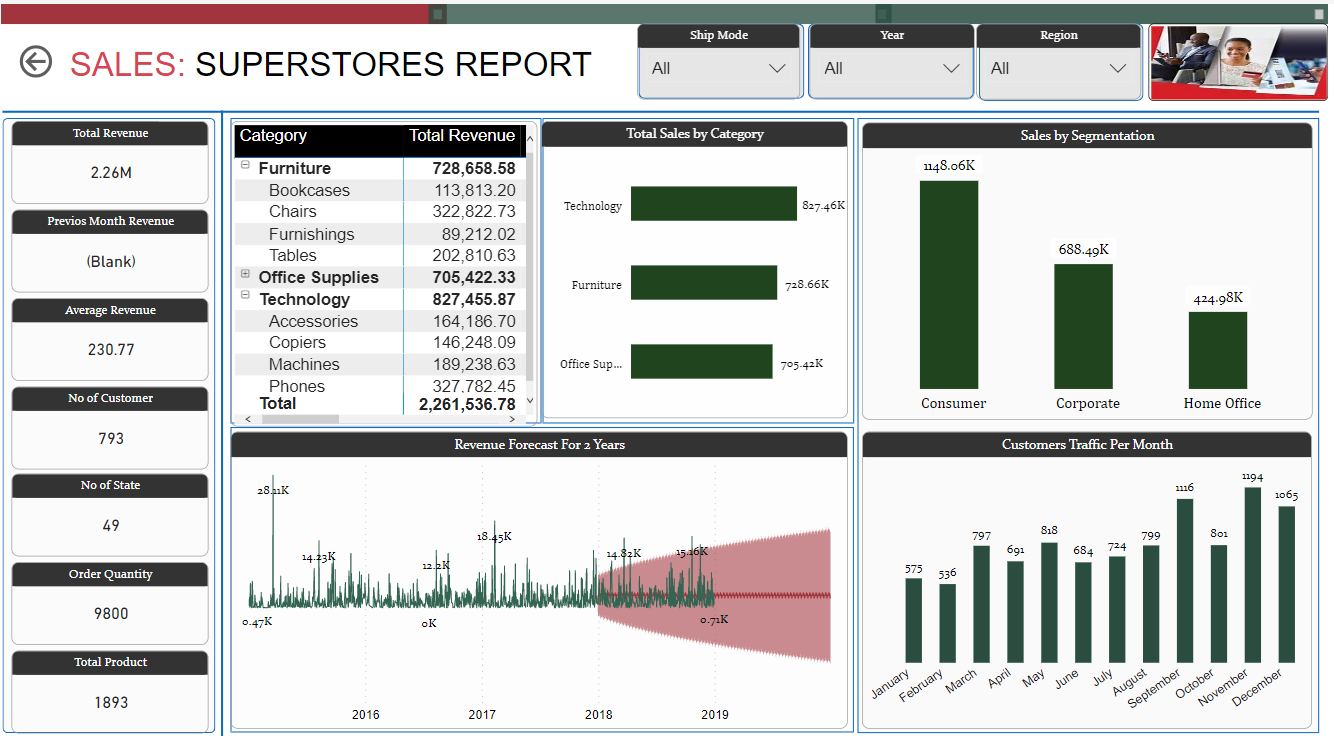 SALES: SUPERSTORES REPORT
Ship Mode
All
Year
All
Region
All
Total Revenue
2.26M
Previos Month Revenue
(Blank)
Average Revenue
230.77
No of Customer
793
No of State
49
Order Quantity
9800
Total Product
1893
Category Total Revenue
Furniture 728,658.58
Bookcases 113,813.20
Chairs 322,822.73
Furnishings 89,212.02
Tables 202,810.63
Office Supplies 705,422.33
Technology 827,455.87
Accessories 164,186.70
Copiers 146,248.09
Machines 189,238.63
Phones 327,782.45
Total 2,261,536.78
Total Sales by Category
Technology 827.46K
Furniture 728.66K
Office Sup... 705.42K
Sales by Segmentation
1148.06K
688.49K
424.98K
Consumer Corporate Home Office
Revenue Forecast For 2 Years
28.11K
14.23K
12.2K
18.45K
14.82K
15.16K
0.47K
0K
0.71K
2016 2017 2018 2019
Customers Traffic Per Month
575 536 797 691 818 684 724 799 1116 801 1194 1065
January February March April May June July August September October November December